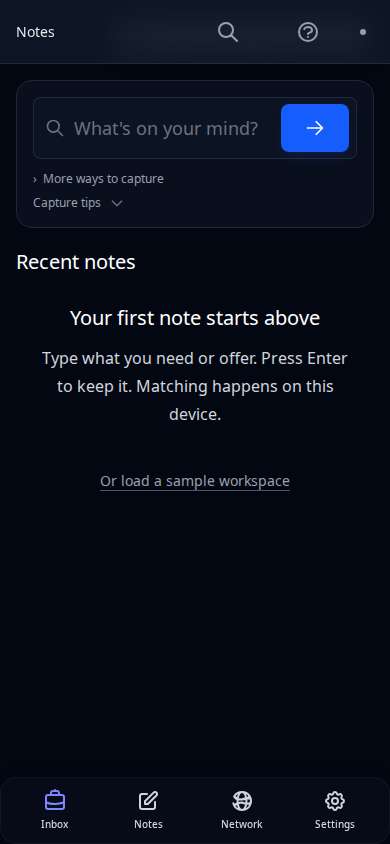 Notes
What's on your mind?
› More ways to capture
Capture tips
Recent notes
Your first note starts above
Type what you need or offer. Press Enter
to keep it. Matching happens on this
device.
Or load a sample workspace
Inbox
Notes
Network
Settings